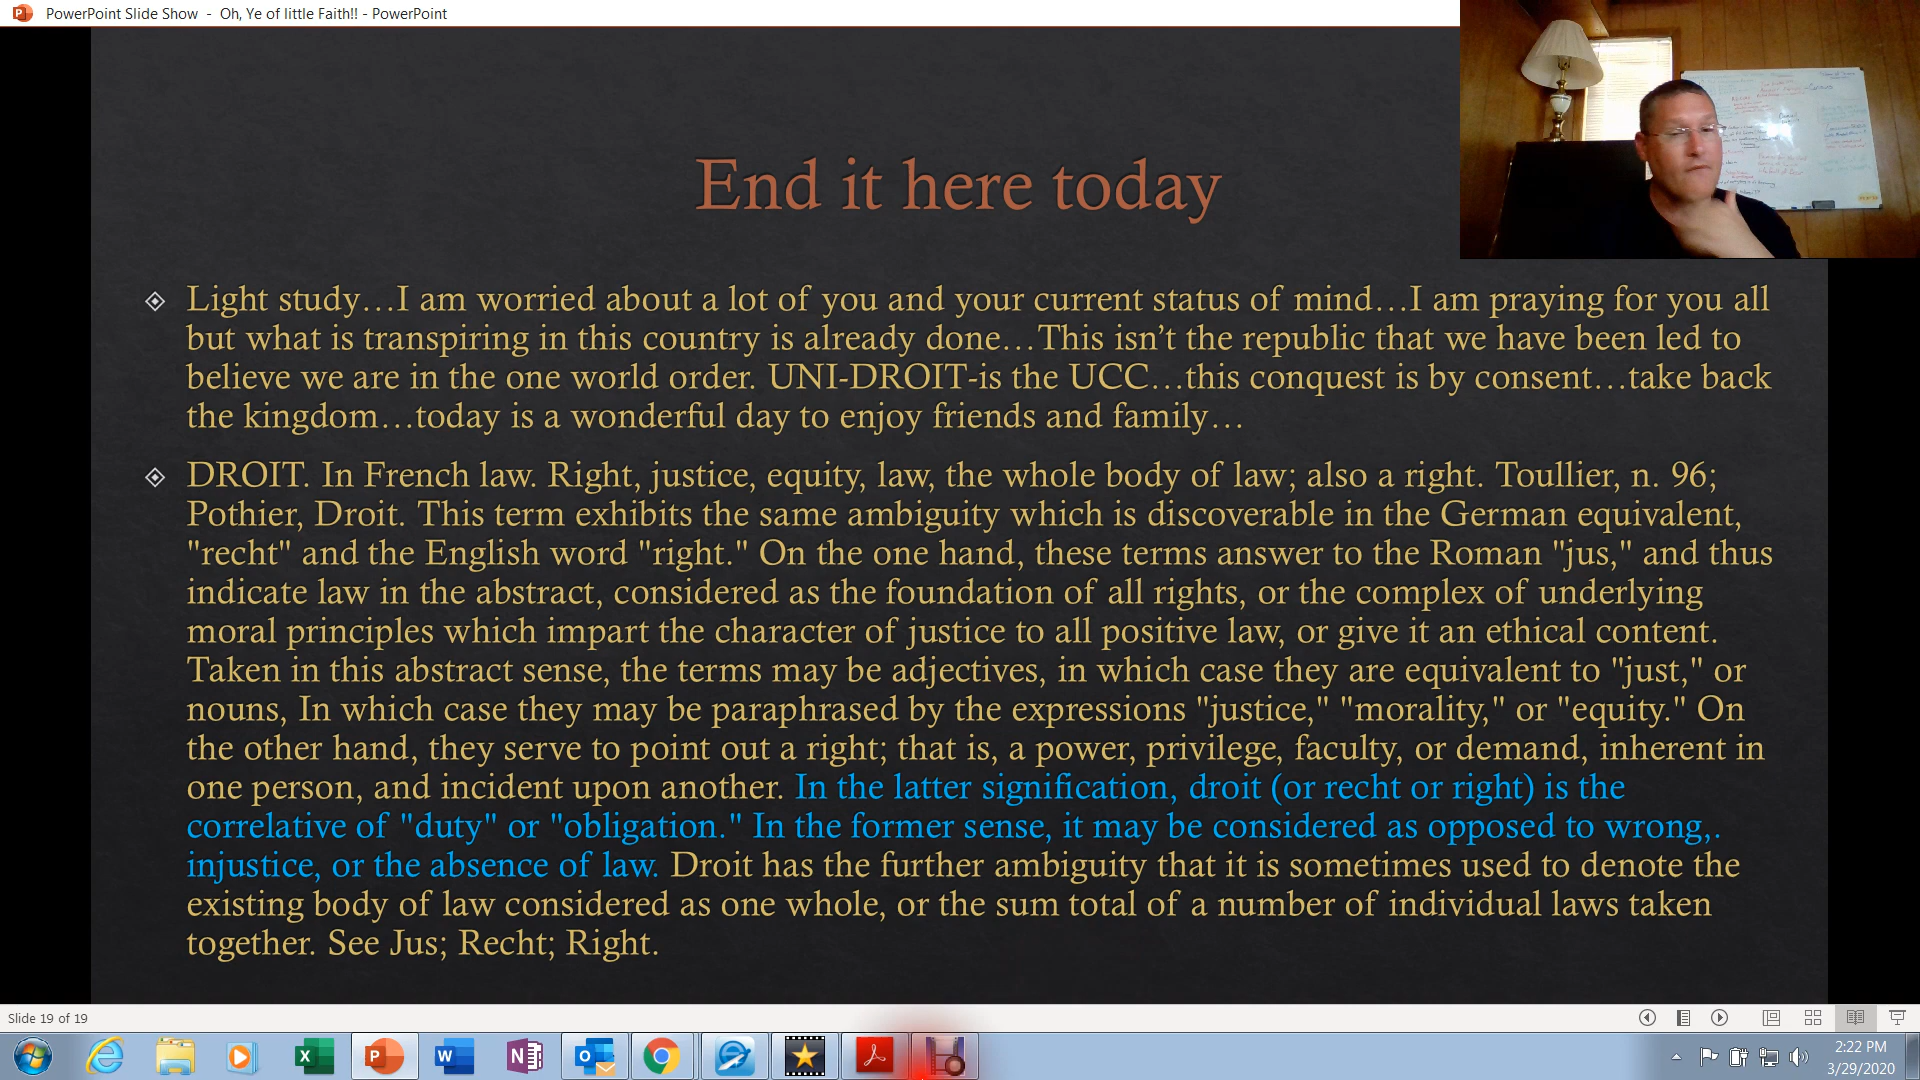 PowerPoint Slide Show - Oh, Ye of little Faith!! - PowerPoint
End it here today
Light study…I am worried about a lot of you and your current status of mind…I am praying for you all
but what is transpiring in this country is already done…This isn’t the republic that we have been led to
believe we are in the one world order. UNI-DROIT-is the UCC…this conquest is by consent…take back
the kingdom…today is a wonderful day to enjoy friends and family…
DROIT. In French law. Right, justice, equity, law, the whole body of law; also a right. Toullier, n. 96;
Pothier, Droit. This term exhibits the same ambiguity which is discoverable in the German equivalent,
"recht" and the English word "right." On the one hand, these terms answer to the Roman "jus," and thus
indicate law in the abstract, considered as the foundation of all rights, or the complex of underlying
moral principles which impart the character of justice to all positive law, or give it an ethical content.
Taken in this abstract sense, the terms may be adjectives, in which case they are equivalent to "just," or
nouns, In which case they may be paraphrased by the expressions "justice," "morality," or "equity." On
the other hand, they serve to point out a right; that is, a power, privilege, faculty, or demand, inherent in
one person, and incident upon another. In the latter signification, droit (or recht or right) is the
correlative of "duty" or "obligation." In the former sense, it may be considered as opposed to wrong,.
injustice, or the absence of law. Droit has the further ambiguity that it is sometimes used to denote the
existing body of law considered as one whole, or the sum total of a number of individual laws taken
together. See Jus; Recht; Right.
Slide 19 of 19
2:22 PM
3/29/2020